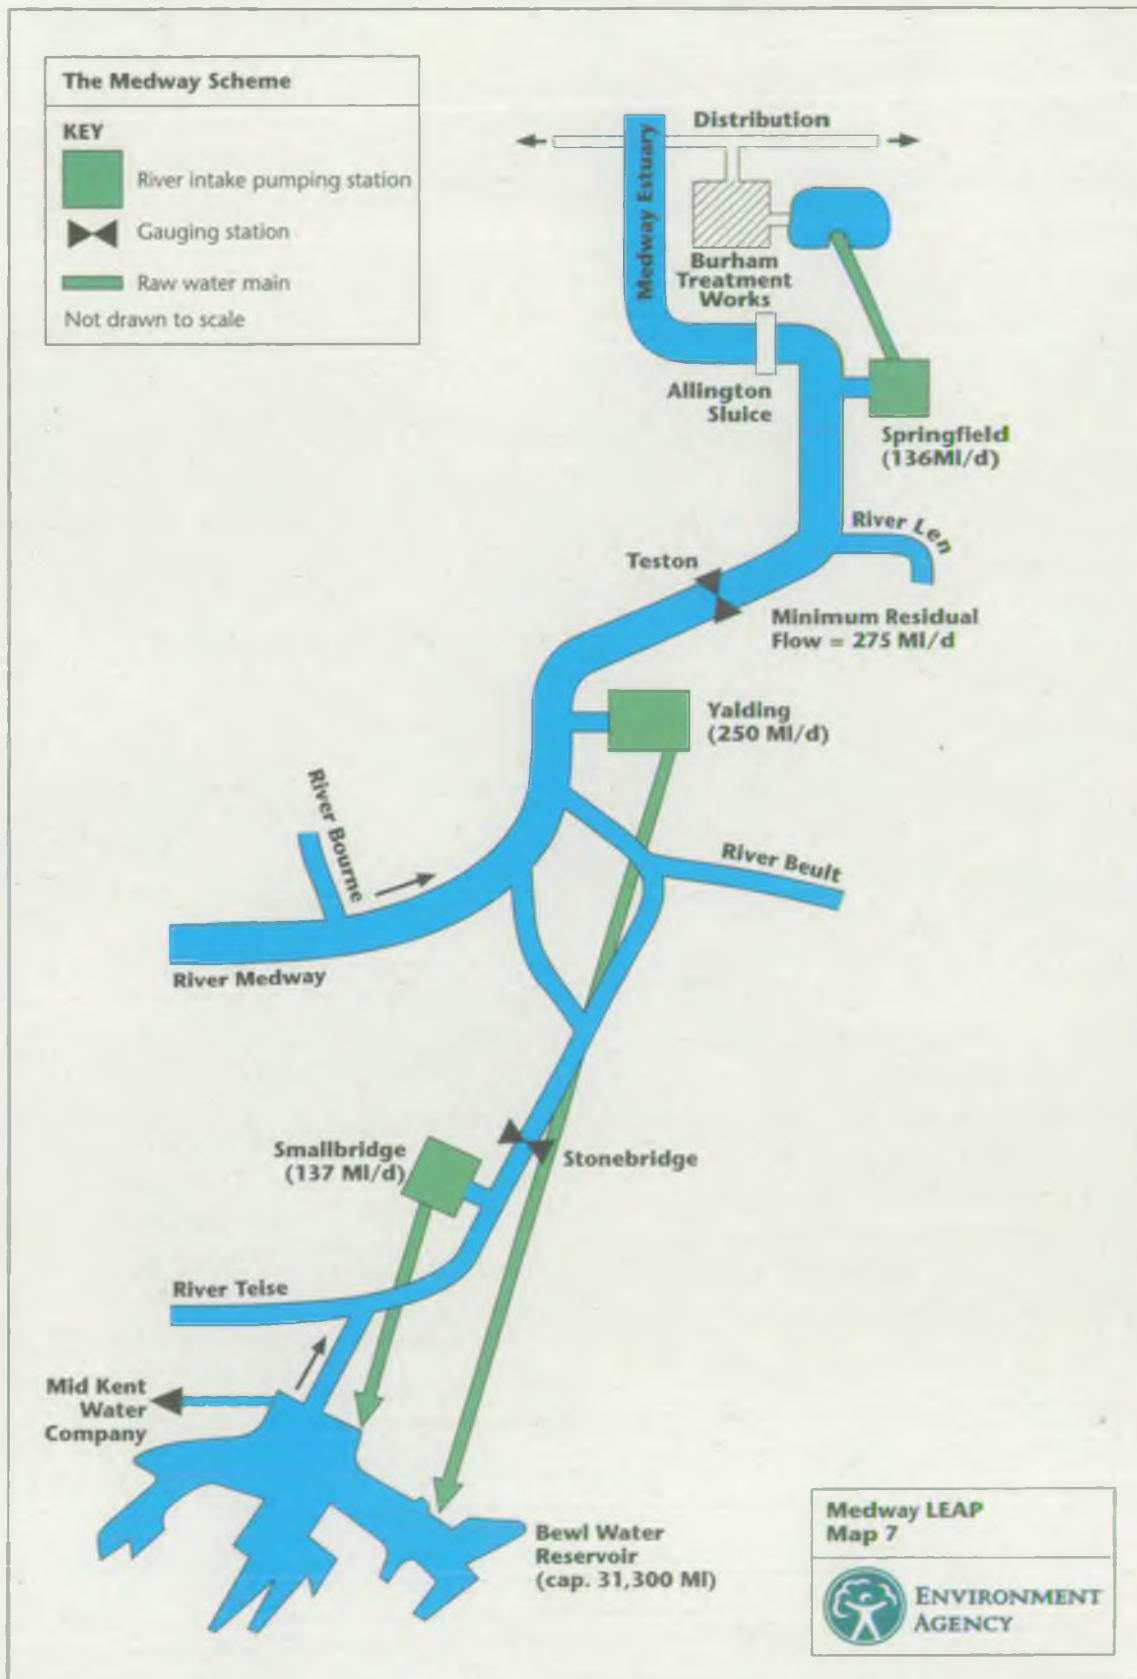 The Medway Scheme
KEY
River intake pumping station
Gauging station
Raw water main
Not drawn to scale
Distribution
Medway Estuary
Burham
Treatment
Works
Allington
Sluice
Springfield
(136Ml/d)
River Len
Teston
Minimum Residual
Flow = 275 Ml/d
Yalding
(250 Ml/d)
River Bourne
River Beult
River Medway
Smallbridge
(137 Ml/d)
Stonebridge
River Teise
Mid Kent
Water
Company
Bewl Water
Reservoir
(cap. 31,300 Ml)
Medway LEAP
Map 7
ENVIRONMENT
AGENCY